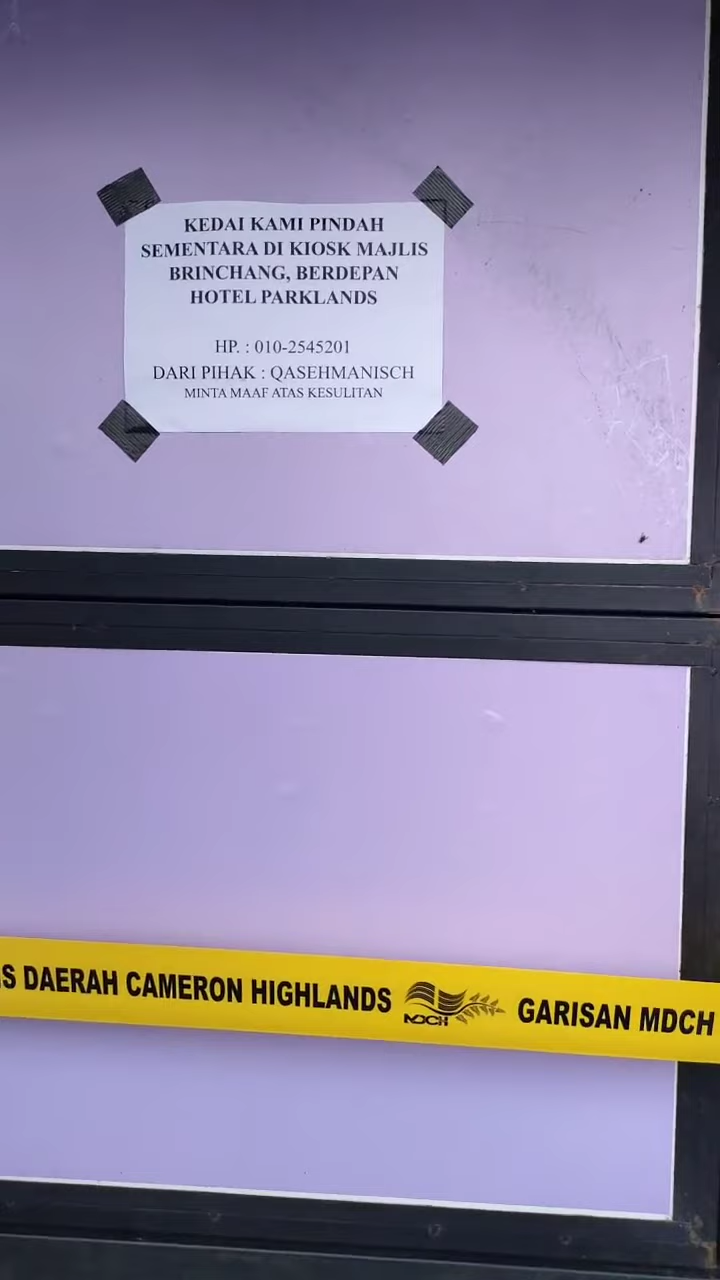 KEDAI KAMI PINDAH
SEMENTARA DI KIOSK MAJLIS
BRINCHANG, BERDEPAN
HOTEL PARKLANDS
HP. : 010-2545201
DARI PIHAK : QASEHMANISCH
MINTA MAAF ATAS KESULITAN
DAERAH CAMERON HIGHLANDS MDCH GARISAN MDCH